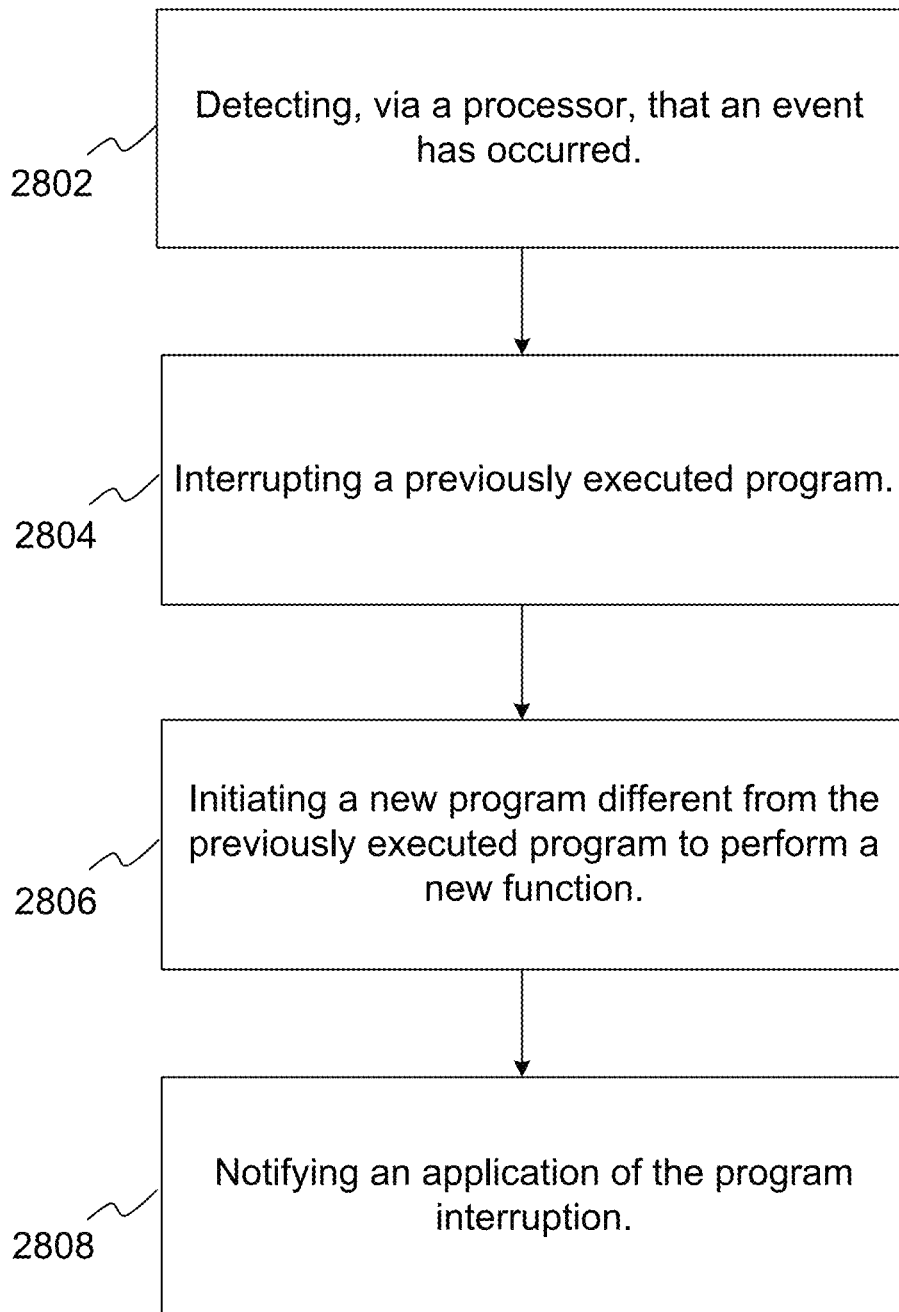 Detecting, via a processor, that an event
has occurred.
2802
Interrupting a previously executed program.
2804
Initiating a new program different from the
previously executed program to perform a
new function.
2806
Notifying an application of the program
interruption.
2808